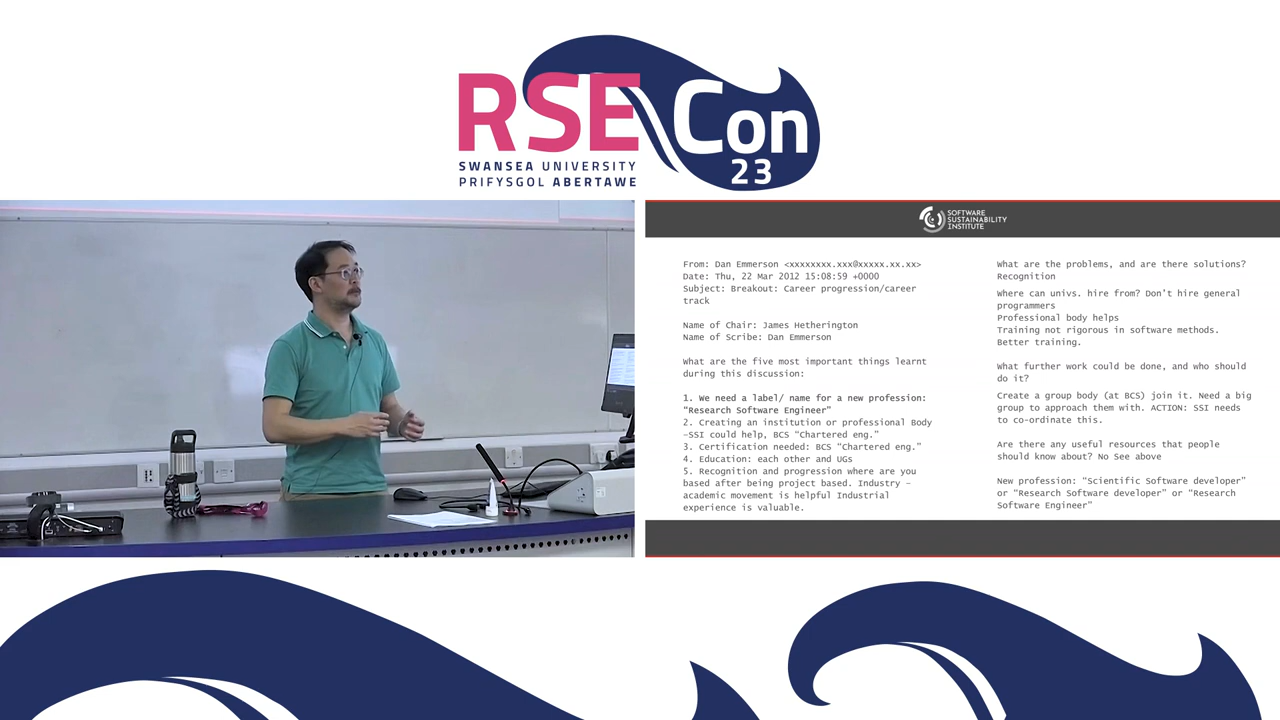 RSE Con
23
SWANSEA UNIVERSITY
PRIFYSGOL ABERTAWE
SOFTWARE
SUSTAINABILITY
INSTITUTE
From: Dan Emmerson <xxxxxxxx.xxx@xxxxx.xx.xx>
Date: Thu, 22 Mar 2012 15:08:59 +0000
Subject: Breakout: Career progression/career
track
Name of Chair: James Hetherington
Name of Scribe: Dan Emmerson
What are the five most important things learnt
during this discussion:
1. We need a label/ name for a new profession:
"Research Software Engineer"
2. Creating an institution or professional Body
–SSI could help, BCS "Chartered eng."
3. Certification needed: BCS "Chartered eng."
4. Education: each other and UGs
5. Recognition and progression where are you
based after being project based. Industry –
academic movement is helpful Industrial
experience is valuable.
What are the problems, and are there solutions?
Recognition
Where can univs. hire from? Don't hire general
programmers
Professional body helps
Training not rigorous in software methods.
Better training.
What further work could be done, and who should
do it?
Create a group body (at BCS) join it. Need a big
group to approach them with. ACTION: SSI needs
to co-ordinate this.
Are there any useful resources that people
should know about? No See above
New profession: "Scientific Software developer"
or "Research Software developer" or "Research
Software Engineer"